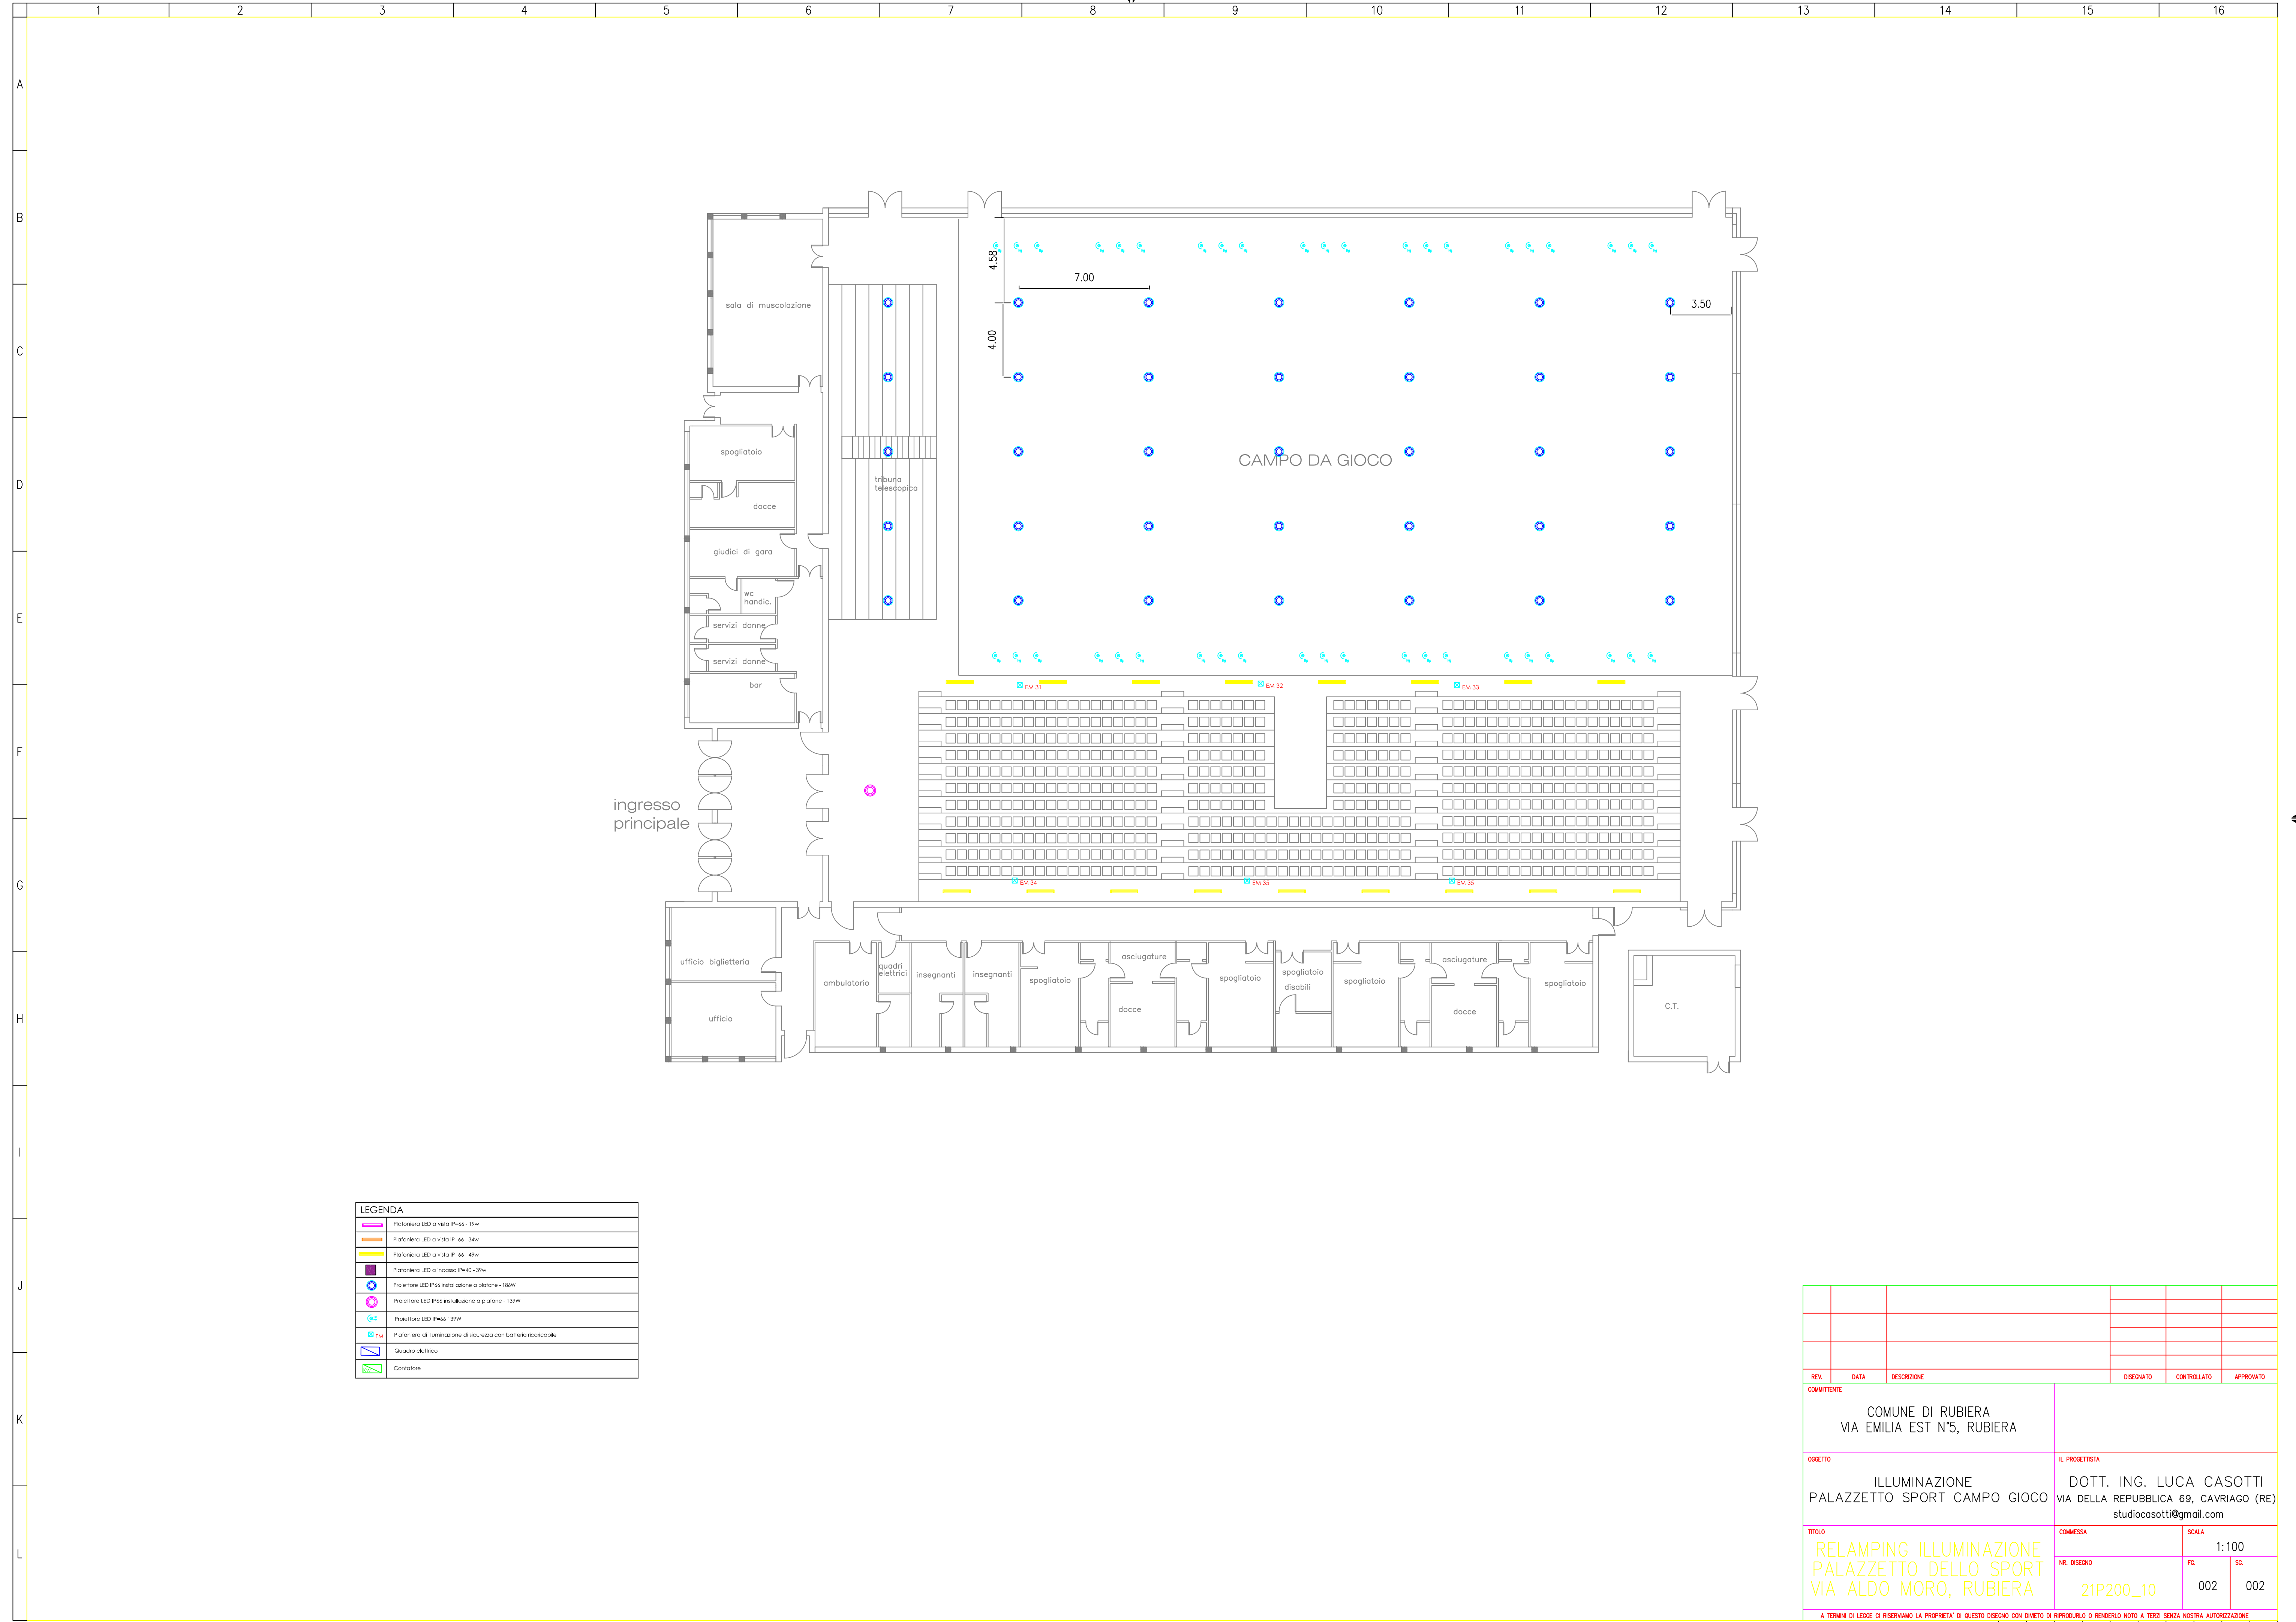 1 2 3 4 5 6 7 8 9 10 11 12 13 14 15 16
A
B
C
D
E
F
G
H
I
J
K
L
4.58
7.00
3.50
4.00
sala di muscolazione
spogliatoio
docce
giudici di gara
wc
handic.
servizi donne
servizi donne
bar
tribuna
telescopica
CAMPO DA GIOCO
EM 31
EM 32
EM 33
ingresso
principale
EM 34
EM 35
EM 35
ufficio biglietteria
ufficio
ambulatorio
quadri
elettrici
insegnanti
insegnanti
spogliatoio
asciugature
docce
spogliatoio
spogliatoio
disabili
spogliatoio
asciugature
docce
spogliatoio
C.T.
LEGENDA
Plafoniera LED a vista IP=66 - 19w
Plafoniera LED a vista IP=66 - 34w
Plafoniera LED a vista IP=66 - 49w
Plafoniera LED a incasso IP=40 - 39w
Proiettore LED IP66 installazione a plafone - 186W
Proiettore LED IP66 installazione a plafone - 139W
Proiettore LED IP=66 139W
EM Plafoniera di illuminazione di sicurezza con batteria ricaricabile
Quadro elettrico
Contatore
REV. DATA DESCRIZIONE DISEGNATO CONTROLLATO APPROVATO
COMMITTENTE
COMUNE DI RUBIERA
VIA EMILIA EST N°5, RUBIERA
OGGETTO
ILLUMINAZIONE
PALAZZETTO SPORT CAMPO GIOCO
IL PROGETTISTA
DOTT. ING. LUCA CASOTTI
VIA DELLA REPUBBLICA 69, CAVRIAGO (RE)
studiocasotti@gmail.com
TITOLO
RELAMPING ILLUMINAZIONE
PALAZZETTO DELLO SPORT
VIA ALDO MORO, RUBIERA
COMMESSA
SCALA
1:100
NR. DISEGNO
21P200_10
FG.
002
SG.
002
A TERMINI DI LEGGE CI RISERVIAMO LA PROPRIETA' DI QUESTO DISEGNO CON DIVIETO DI RIPRODURLO O RENDERLO NOTO A TERZI SENZA NOSTRA AUTORIZZAZIONE